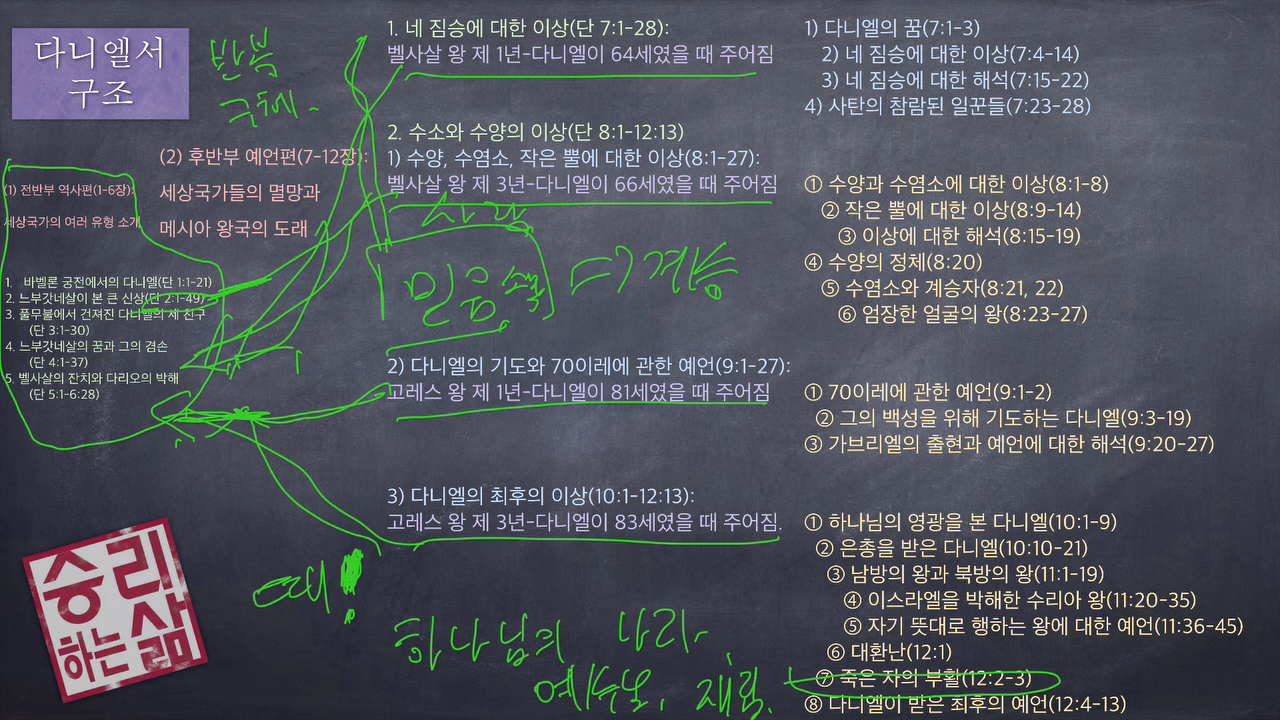 다니엘서
구조
반복
구체.
(1) 전반부 역사편(1-6장):
세상국가의 여러 유형 소개
1. 바벨론 궁전에서의 다니엘(단 1:1-21)
2. 느부갓네살이 본 큰 신상(단 2:1-49)
3. 풀무불에서 건져진 다니엘의 세 친구
(단 3:1-30)
4. 느부갓네살의 꿈과 그의 겸손
(단 4:1-37)
5. 벨사살의 잔치와 다리오의 박해
(단 5:1-6:28)
(2) 후반부 예언편(7-12장):
세상국가들의 멸망과
메시아 왕국의 도래
1. 네 짐승에 대한 이상(단 7:1-28):
벨사살 왕 제 1년-다니엘이 64세였을 때 주어짐
2. 수소와 수양의 이상(단 8:1-12:13)
1) 수양, 수염소, 작은 뿔에 대한 이상(8:1-27):
벨사살 왕 제 3년-다니엘이 66세였을 때 주어짐
사랑
믿음 소망 => 계승
2) 다니엘의 기도와 70이레에 관한 예언(9:1-27):
고레스 왕 제 1년-다니엘이 81세였을 때 주어짐
3) 다니엘의 최후의 이상(10:1-12:13):
고레스 왕 제 3년-다니엘이 83세였을 때 주어짐.
때!
하나님의 나라.
예수님. 재림.
1) 다니엘의 꿈(7:1-3)
2) 네 짐승에 대한 이상(7:4-14)
3) 네 짐승에 대한 해석(7:15-22)
4) 사탄의 참람된 일꾼들(7:23-28)
① 수양과 수염소에 대한 이상(8:1-8)
② 작은 뿔에 대한 이상(8:9-14)
③ 이상에 대한 해석(8:15-19)
④ 수양의 정체(8:20)
⑤ 수염소와 계승자(8:21, 22)
⑥ 엄장한 얼굴의 왕(8:23-27)
① 70이레에 관한 예언(9:1-2)
② 그의 백성을 위해 기도하는 다니엘(9:3-19)
③ 가브리엘의 출현과 예언에 대한 해석(9:20-27)
① 하나님의 영광을 본 다니엘(10:1-9)
② 은총을 받은 다니엘(10:10-21)
③ 남방의 왕과 북방의 왕(11:1-19)
④ 이스라엘을 박해한 수리아 왕(11:20-35)
⑤ 자기 뜻대로 행하는 왕에 대한 예언(11:36-45)
⑥ 대환난(12:1)
⑦ 죽은 자의 부활(12:2-3)
⑧ 다니엘이 받은 최후의 예언(12:4-13)
승리
하는 삶